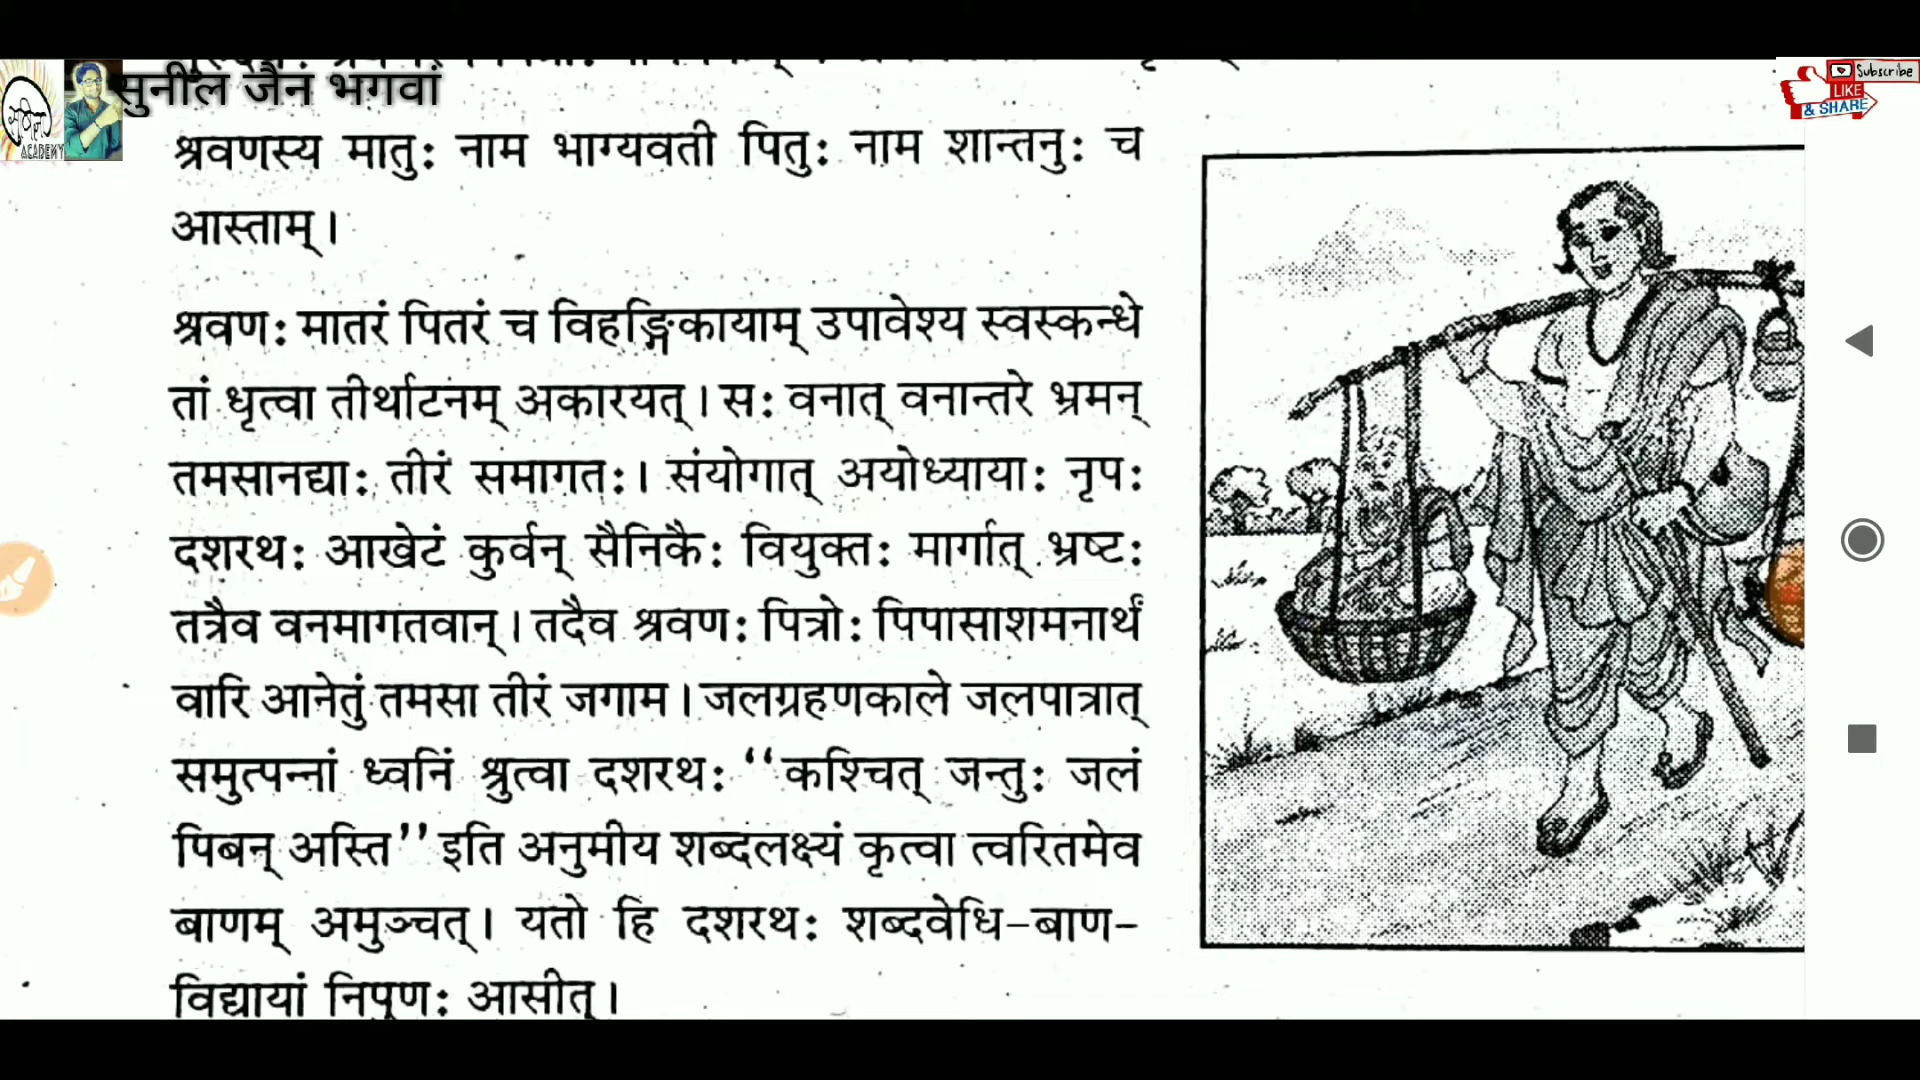 सुनील जैन भगवां
ACADEMY
Subscribe
LIKE
& SHARE
श्रवणस्य मातुः नाम भाग्यवती पितुः नाम शान्तनुः च
आस्ताम्।
श्रवणः मातरं पितरं च विहङ्गिकायाम् उपावेश्य स्वस्कन्धे
तां धृत्वा तीर्थाटनम् अकारयत्। सः वनात् वनान्तरे भ्रमन्
तमसानद्याः तीरं समागतः। संयोगात् अयोध्यायाः नृपः
दशरथः आखेटं कुर्वन् सैनिकैः वियुक्तः मार्गात् भ्रष्टः
तत्रैव वनमागतवान्। तदैव श्रवणः पित्रोः पिपासाशमनार्थं
वारि आनेतुं तमसा तीरं जगाम। जलग्रहणकाले जलपात्रात्
समुत्पन्नां ध्वनिं श्रुत्वा दशरथः ‘‘कश्चित् जन्तुः जलं
पिबन् अस्ति’’ इति अनुमीय शब्दलक्ष्यं कृत्वा त्वरितमेव
बाणम् अमुञ्चत्। यतो हि दशरथः शब्दवेधि-बाण-
विद्यायां निपुणः आसीत्।